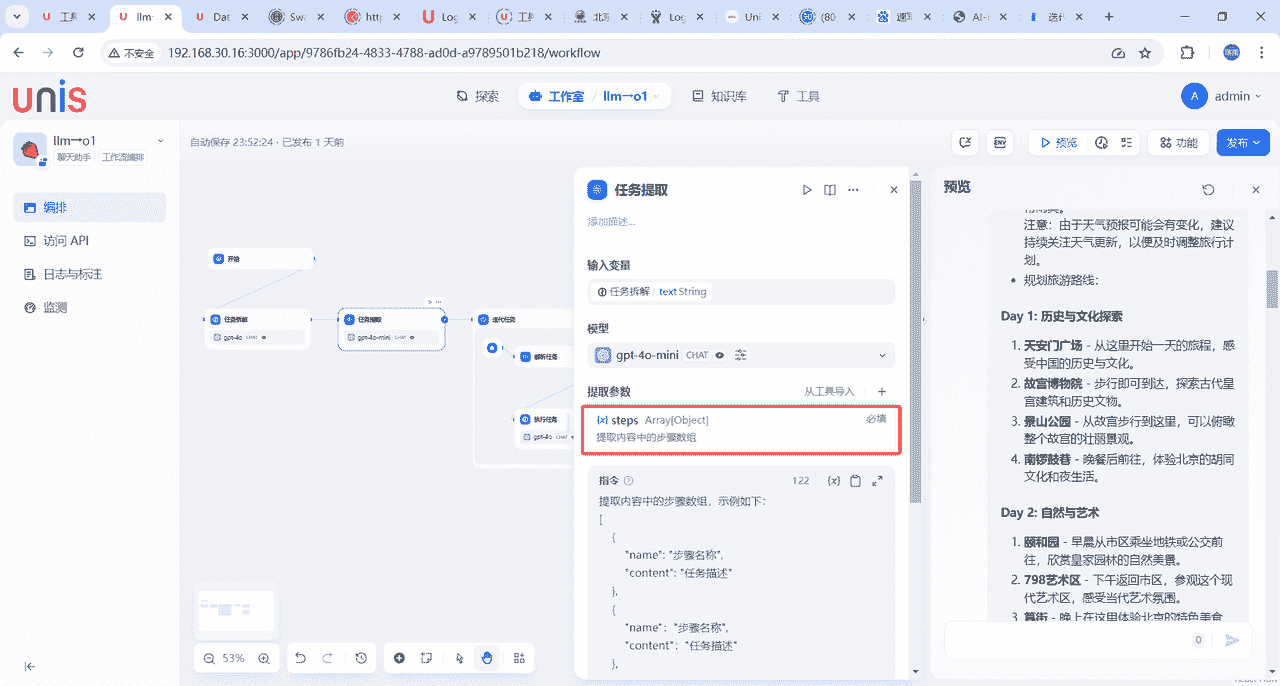 工具
llm-
Dat
Swa
http
Log
工具
北京
Log
Uni
(80
速
AI-i
迭代
不安全
192.168.30.16:3000/app/9786fb24-4833-4788-ad0d-a9789501b218/workflow
unis
探索
工作室 / llm→o1
知识库
工具
A
admin
llm→o1
聊天助手
工作流编排
编排
访问 API
日志与标注
监测
自动保存 23:52:24 · 已发布 1 天前
ENV
预览
功能
发布
开始
任务拆解
gpt-4o CHAT
任务提取
gpt-4o-mini CHAT
迭代任务
解析任务
执行任务
gpt-4o CHAT
53%
任务提取
添加描述...
输入变量
任务拆解 / text String
模型
gpt-4o-mini CHAT
提取参数
从工具导入
{x} steps Array[Object]
必填
提取内容中的步骤数组
指令
122
{x}
提取内容中的步骤数组，示例如下：
[
{
"name": "步骤名称",
"content": "任务描述"
},
{
"name": "步骤名称",
"content": "任务描述"
},
预览
注意：由于天气预报可能会有变化，建议
持续关注天气更新，以便及时调整旅行计
划。
• 规划旅游路线：
Day 1: 历史与文化探索
1. 天安门广场 - 从这里开始一天的旅程，感
受中国的历史与文化。
2. 故宫博物院 - 步行即可到达，探索古代皇
宫建筑和历史文物。
3. 景山公园 - 从故宫步行到这里，可以俯瞰
整个故宫的壮丽景观。
4. 南锣鼓巷 - 晚餐后前往，体验北京的胡同
文化和夜生活。
Day 2: 自然与艺术
1. 颐和园 - 早晨从市区乘坐地铁或公交前
往，欣赏皇家园林的自然美景。
2. 798艺术区 - 下午返回市区，参观这个现
代艺术区，感受当代艺术氛围。
3. 簋街 - 晚上在这里体验北京的特色美食
0
React Flow